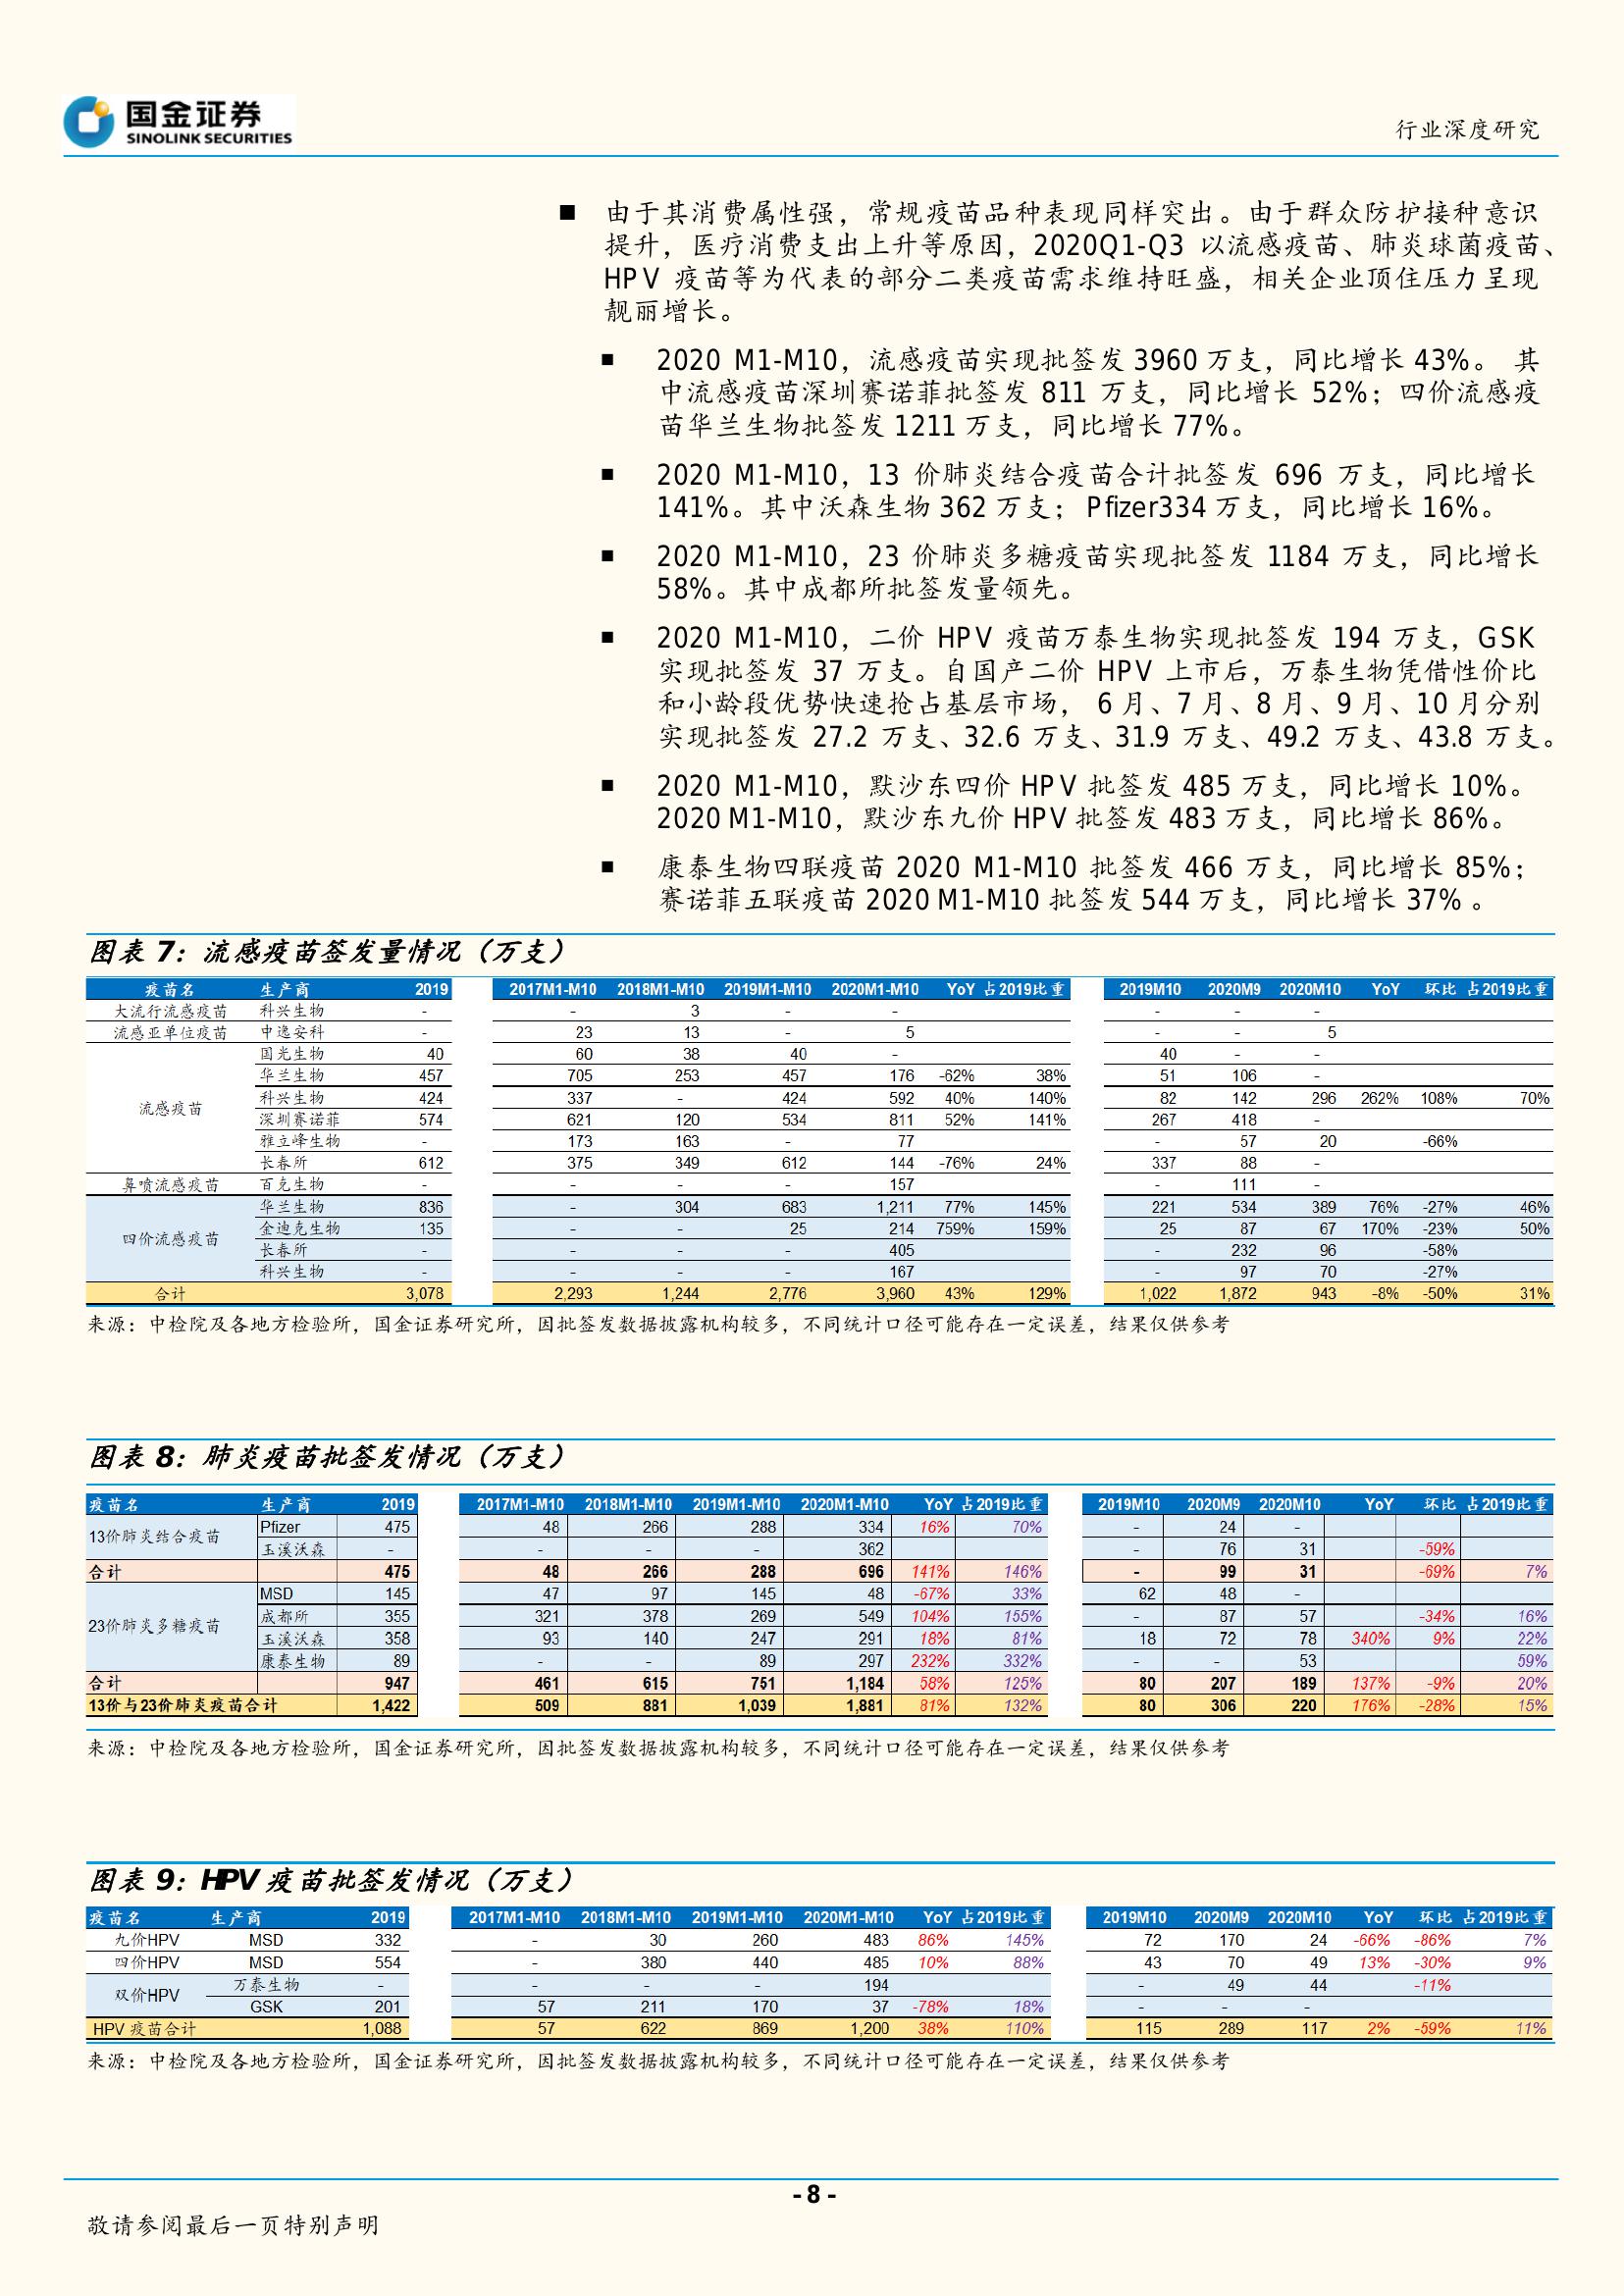 国金证券
SINOLINK SECURITIES
行业深度研究
■ 由于其消费属性强，常规疫苗品种表现同样突出。由于群众防护接种意识
提升，医疗消费支出上升等原因，2020Q1-Q3 以流感疫苗、肺炎球菌疫苗、
HPV 疫苗等为代表的部分二类疫苗需求维持旺盛，相关企业顶住压力呈现
靓丽增长。
■ 2020 M1-M10，流感疫苗实现批签发 3960 万支，同比增长 43%。 其
中流感疫苗深圳赛诺菲批签发 811 万支，同比增长 52%；四价流感疫
苗华兰生物批签发 1211 万支，同比增长 77%。
■ 2020 M1-M10，13 价肺炎结合疫苗合计批签发 696 万支，同比增长
141%。其中沃森生物 362 万支；Pfizer334 万支，同比增长 16%。
■ 2020 M1-M10，23 价肺炎多糖疫苗实现批签发 1184 万支，同比增长
58%。其中成都所批签发量领先。
■ 2020 M1-M10，二价 HPV 疫苗万泰生物实现批签发 194 万支，GSK
实现批签发 37 万支。自国产二价 HPV 上市后，万泰生物凭借性价比
和小龄段优势快速抢占基层市场， 6 月、7 月、8 月、9 月、10 月分别
实现批签发 27.2 万支、32.6 万支、31.9 万支、49.2 万支、43.8 万支。
■ 2020 M1-M10，默沙东四价 HPV 批签发 485 万支，同比增长 10%。
2020 M1-M10，默沙东九价 HPV 批签发 483 万支，同比增长 86%。
■ 康泰生物四联疫苗 2020 M1-M10 批签发 466 万支，同比增长 85%；
赛诺菲五联疫苗 2020 M1-M10 批签发 544 万支，同比增长 37% 。
图表 7：流感疫苗签发量情况（万支）
疫苗名 生产商 2019 2017M1-M10 2018M1-M10 2019M1-M10 2020M1-M10 YoY 占2019比重 2019M10 2020M9 2020M10 YoY 环比 占2019比重
大流行流感疫苗 科兴生物 - - 3 - - - - -
流感亚单位疫苗 中逸安科 - 23 13 - 5 - - 5
国光生物 40 60 38 40 - 40 - -
华兰生物 457 705 253 457 176 -62% 38% 51 106 -
流感疫苗 科兴生物 424 337 - 424 592 40% 140% 82 142 296 262% 108% 70%
深圳赛诺菲 574 621 120 534 811 52% 141% 267 418 -
雅立峰生物 - 173 163 - 77 - 57 20 -66%
长春所 612 375 349 612 144 -76% 24% 337 88 -
鼻喷流感疫苗 百克生物 - - - - 157 - 111 -
华兰生物 836 - 304 683 1,211 77% 145% 221 534 389 76% -27% 46%
四价流感疫苗 金迪克生物 135 - - 25 214 759% 159% 25 87 67 170% -23% 50%
长春所 - - - - 405 - 232 96 -58%
科兴生物 - - - - 167 - 97 70 -27%
合计 3,078 2,293 1,244 2,776 3,960 43% 129% 1,022 1,872 943 -8% -50% 31%
来源：中检院及各地方检验所，国金证券研究所，因批签发数据披露机构较多，不同统计口径可能存在一定误差，结果仅供参考
图表 8：肺炎疫苗批签发情况（万支）
疫苗名 生产商 2019 2017M1-M10 2018M1-M10 2019M1-M10 2020M1-M10 YoY 占2019比重 2019M10 2020M9 2020M10 YoY 环比 占2019比重
13价肺炎结合疫苗 Pfizer 475 48 266 288 334 16% 70% - 24 -
玉溪沃森 - - - - 362 - 76 31 -59%
合计 475 48 266 288 696 141% 146% - 99 31 -69% 7%
MSD 145 47 97 145 48 -67% 33% 62 48 -
23价肺炎多糖疫苗 成都所 355 321 378 269 549 104% 155% - 87 57 -34% 16%
玉溪沃森 358 93 140 247 291 18% 81% 18 72 78 340% 9% 22%
康泰生物 89 - - 89 297 232% 332% - - 53 59%
合计 947 461 615 751 1,184 58% 125% 80 207 189 137% -9% 20%
13价与23价肺炎疫苗合计 1,422 509 881 1,039 1,881 81% 132% 80 306 220 176% -28% 15%
来源：中检院及各地方检验所，国金证券研究所，因批签发数据披露机构较多，不同统计口径可能存在一定误差，结果仅供参考
图表 9：HPV 疫苗批签发情况（万支）
疫苗名 生产商 2019 2017M1-M10 2018M1-M10 2019M1-M10 2020M1-M10 YoY 占2019比重 2019M10 2020M9 2020M10 YoY 环比 占2019比重
九价HPV MSD 332 - 30 260 483 86% 145% 72 170 24 -66% -86% 7%
四价HPV MSD 554 - 380 440 485 10% 88% 43 70 49 13% -30% 9%
双价HPV 万泰生物 - - - - 194 - 49 44 -11%
GSK 201 57 211 170 37 -78% 18% - - -
HPV 疫苗合计 1,088 57 622 869 1,200 38% 110% 115 289 117 2% -59% 11%
来源：中检院及各地方检验所，国金证券研究所，因批签发数据披露机构较多，不同统计口径可能存在一定误差，结果仅供参考
- 8 -
敬请参阅最后一页特别声明